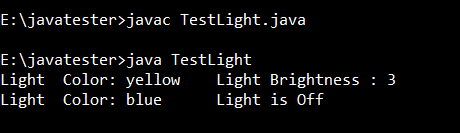 E:\javatester>javac TestLight.java
E:\javatester>java TestLight
Light  Color: yellow    Light Brightness : 3
Light  Color: blue      Light is Off